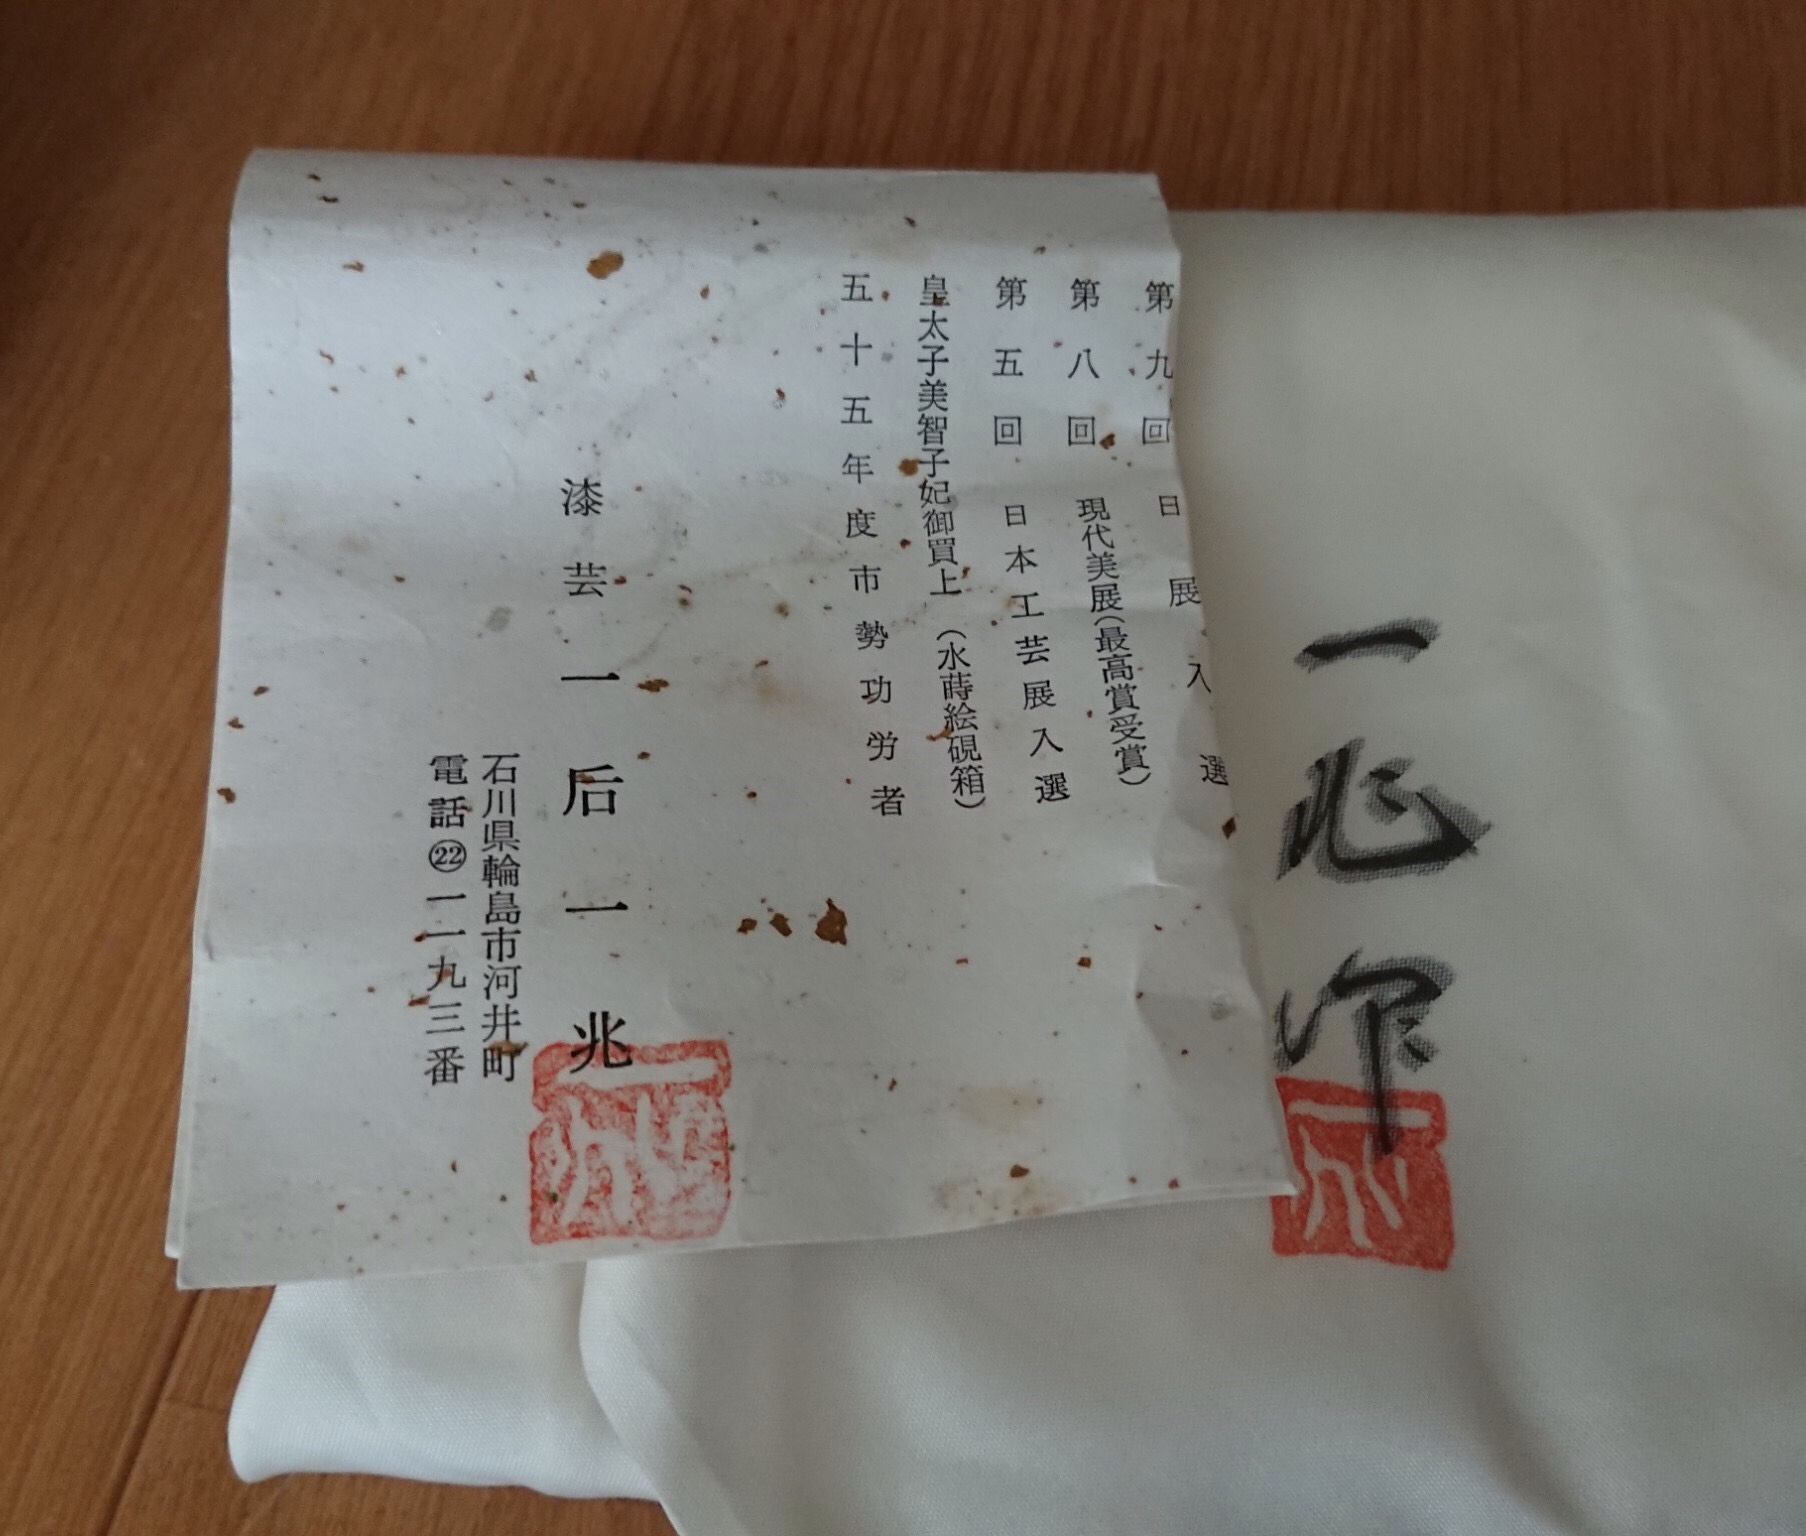 第九回 日展入選
第八回 現代美展(最高賞受賞)
第五回 日本工芸展入選
皇太子美智子妃御買上 (水蒔絵硯箱)
五十五年度市勢功労者
漆芸 一后一兆
石川県輪島市河井町
電話㉒一一九三番
一兆作